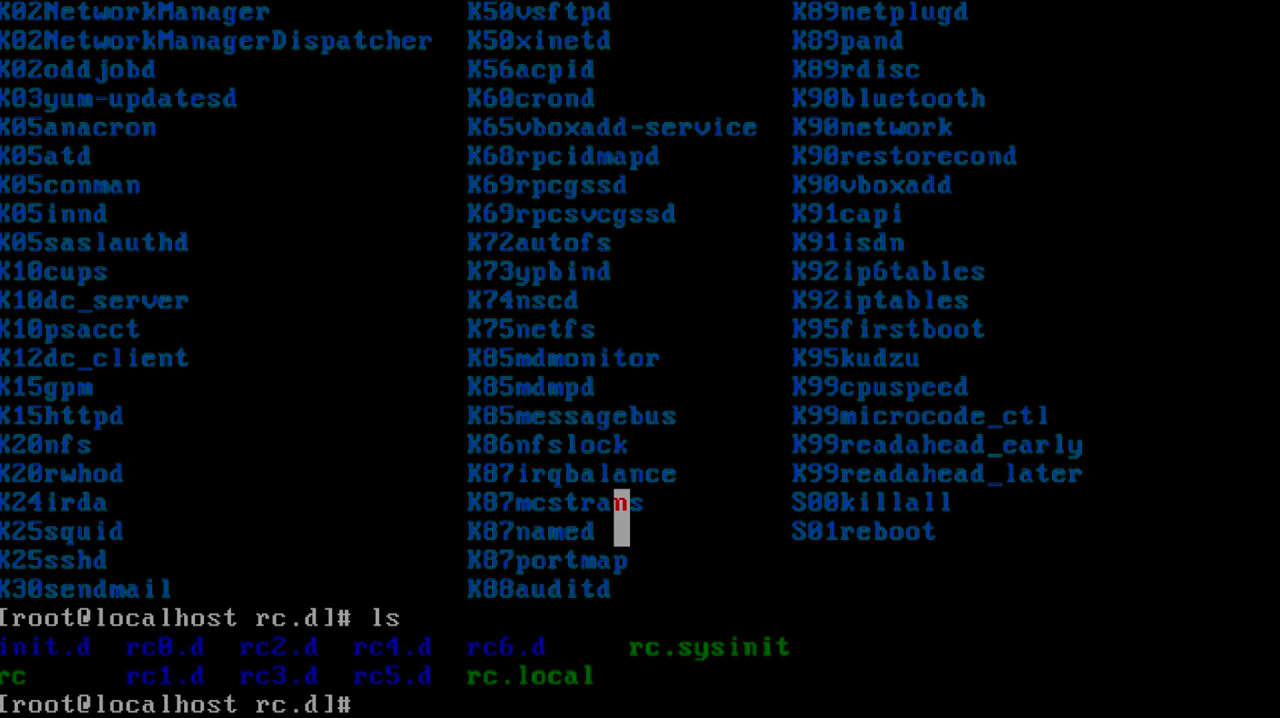 K02NetworkManager K50vsftpd K89netplugd
K02NetworkManagerDispatcher K50xinetd K89pand
K02oddjobd K56acpid K89rdisc
K03yum-updatesd K60crond K90bluetooth
K05anacron K65vboxadd-service K90network
K05atd K68rpcidmapd K90restorecond
K05conman K69rpcgssd K90vboxadd
K05innd K69rpcsvcgssd K91capi
K05saslauthd K72autofs K91isdn
K10cups K73ypbind K92ip6tables
K10dc_server K74nscd K92iptables
K10psacct K75netfs K95firstboot
K12dc_client K85mdmonitor K95kudzu
K15gpm K85mdmpd K99cpuspeed
K15httpd K85messagebus K99microcode_ctl
K20nfs K86nfslock K99readahead_early
K20rwhod K87irqbalance K99readahead_later
K24irda K87mcstrans S00killall
K25squid K87named S01reboot
K25sshd K87portmap
K30sendmail K88auditd
[root@localhost rc.d]# ls
init.d rc0.d rc2.d rc4.d rc6.d rc.sysinit
rc rc1.d rc3.d rc5.d rc.local
[root@localhost rc.d]#